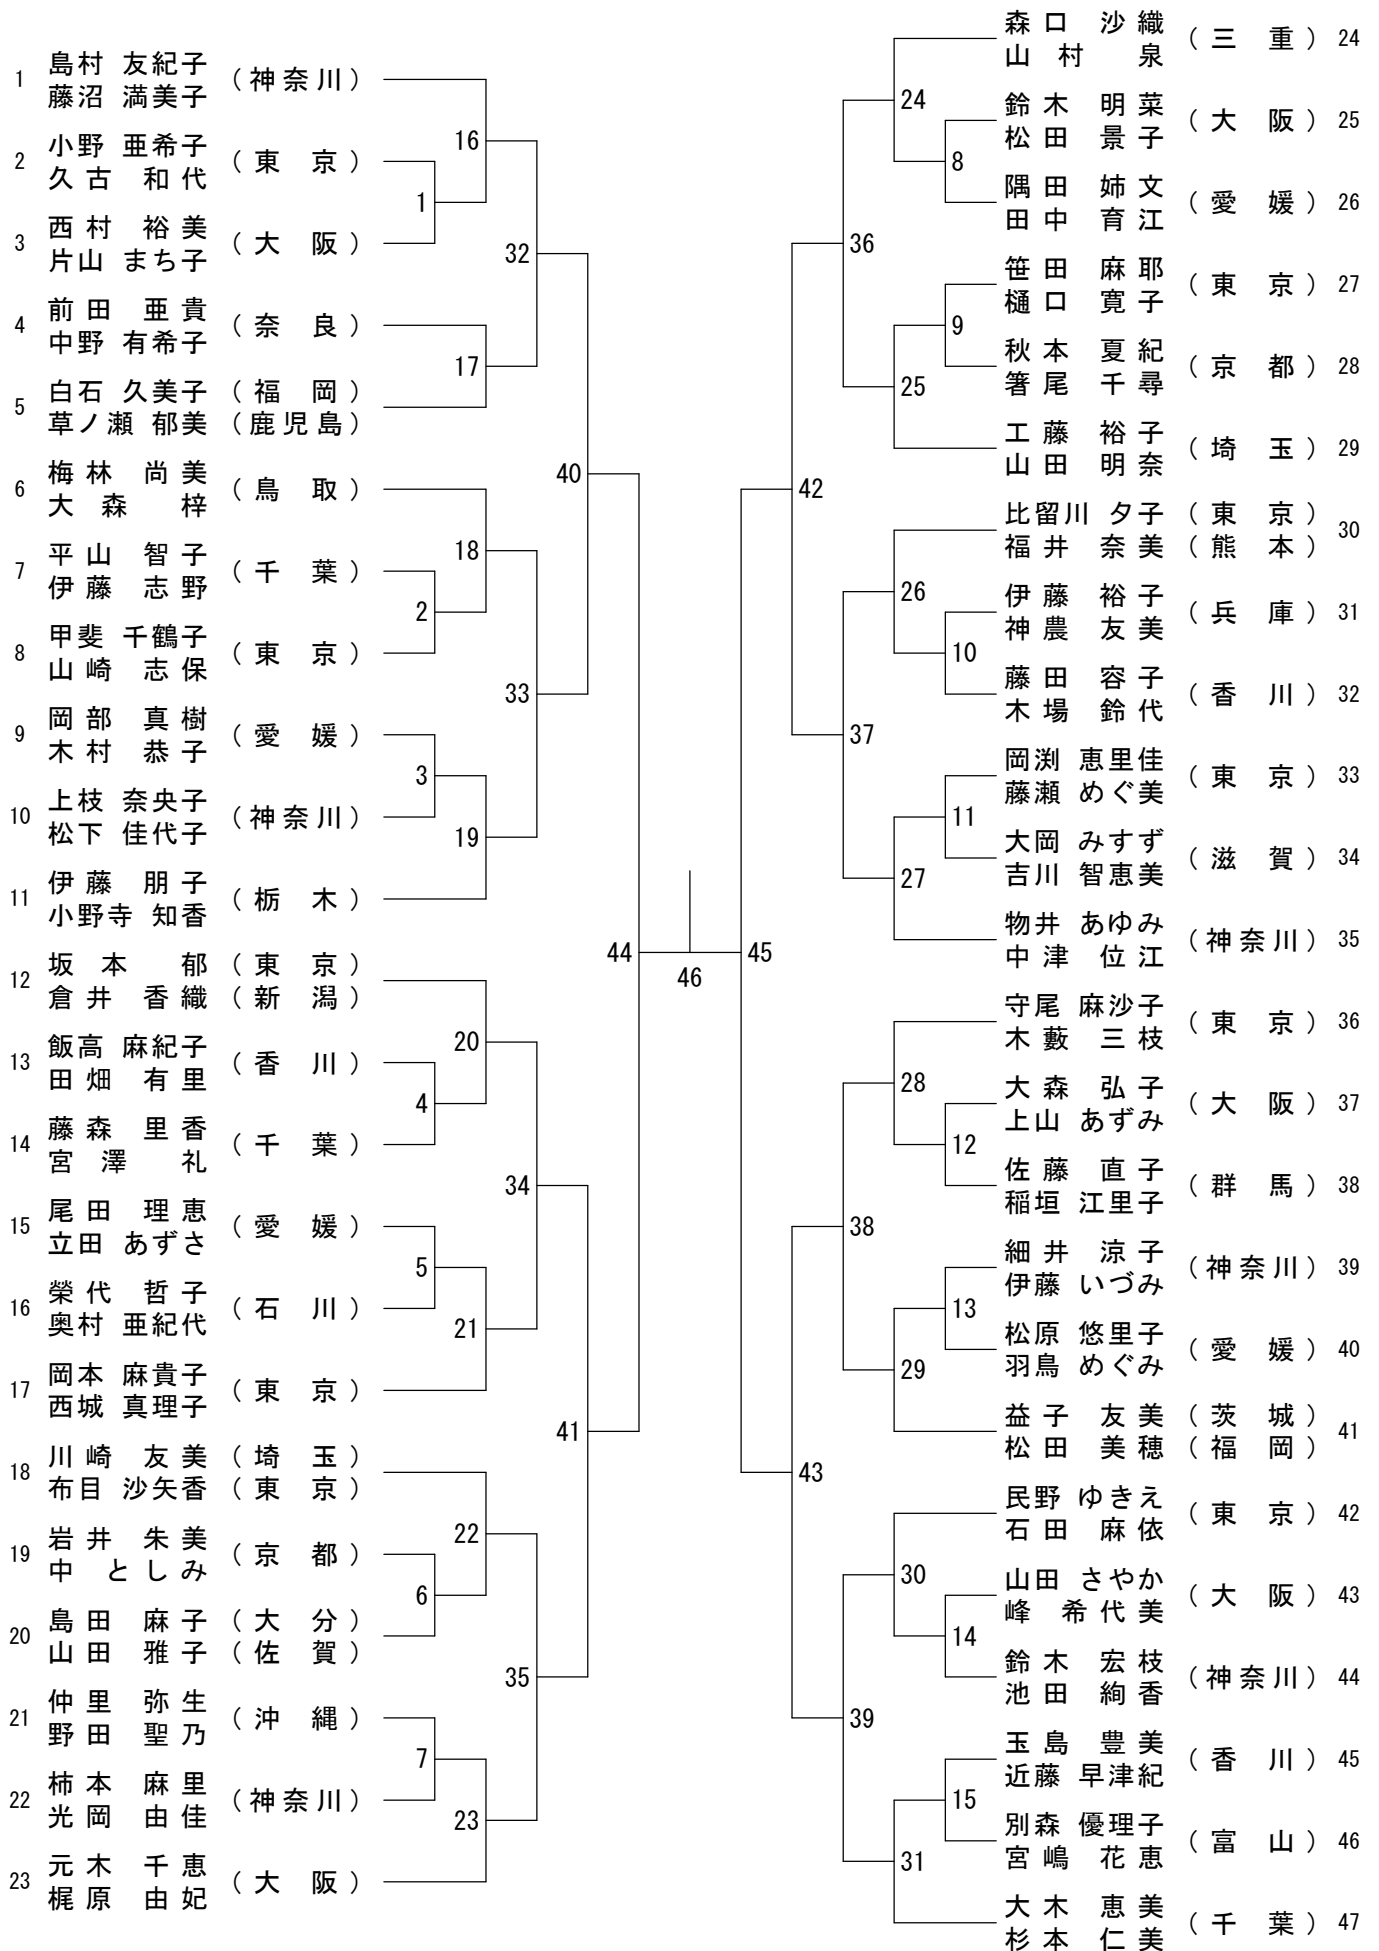 1 島村 友紀子 (神奈川)
藤沼 満美子
16
2 小野 亜希子 (東 京)
久古 和代
1
3 西村 裕美 (大 阪)
片山 まち子
32
4 前田 亜貴 (奈 良)
中野 有希子
17
5 白石 久美子 (福 岡)
草ノ瀬 郁美 (鹿児島)
40
6 梅林 尚美 (鳥 取)
大森 梓
18
7 平山 智子 (千 葉)
伊藤 志野
2
8 甲斐 千鶴子 (東 京)
山崎 志保
33
9 岡部 真樹 (愛 媛)
木村 恭子
3
10 上枝 奈央子 (神奈川)
松下 佳代子
19
11 伊藤 朋子 (栃 木)
小野寺 知香
44
12 坂本 郁 (東 京)
倉井 香織 (新 潟)
20
13 飯高 麻紀子 (香 川)
田畑 有里
4
14 藤森 里香 (千 葉)
宮澤 礼
34
15 尾田 理恵 (愛 媛)
立田 あずさ
5
16 榮代 哲子 (石 川)
奥村 亜紀代
21
17 岡本 麻貴子 (東 京)
西城 真理子
41
18 川崎 友美 (埼 玉)
布目 沙矢香 (東 京)
22
19 岩井 朱美 (京 都)
中 としみ
6
20 島田 麻子 (大 分)
山田 雅子 (佐 賀)
35
21 仲里 弥生 (沖 縄)
野田 聖乃
7
22 柿本 麻里 (神奈川)
光岡 由佳
23
23 元木 千恵 (大 阪)
梶原 由妃
46
森口 沙織 (三 重) 24
山村 泉
24
鈴木 明菜 (大 阪) 25
松田 景子
8
隅田 姉文 (愛 媛) 26
田中 育江
36
笹田 麻耶 (東 京) 27
樋口 寛子
9
秋本 夏紀 (京 都) 28
箸尾 千尋
25
工藤 裕子 (埼 玉) 29
山田 明奈
42
比留川 夕子 (東 京) 30
福井 奈美 (熊 本)
26
伊藤 裕子 (兵 庫) 31
神農 友美
10
藤田 容子 (香 川) 32
木場 鈴代
37
岡渕 恵里佳 (東 京) 33
藤瀬 めぐ美
11
大岡 みすず (滋 賀) 34
吉川 智恵美
27
物井 あゆみ (神奈川) 35
中津 位江
45
守尾 麻沙子 (東 京) 36
木藪 三枝
28
大森 弘子 (大 阪) 37
上山 あずみ
12
佐藤 直子 (群 馬) 38
稲垣 江里子
38
細井 涼子 (神奈川) 39
伊藤 いづみ
13
松原 悠里子 (愛 媛) 40
羽鳥 めぐみ
29
益子 友美 (茨 城) 41
松田 美穂 (福 岡)
43
民野 ゆきえ (東 京) 42
石田 麻依
30
山田 さやか (大 阪) 43
峰 希代美
14
鈴木 宏枝 (神奈川) 44
池田 絢香
39
玉島 豊美 (香 川) 45
近藤 早津紀
15
別森 優理子 (富 山) 46
宮嶋 花恵
31
大木 恵美 (千 葉) 47
杉本 仁美